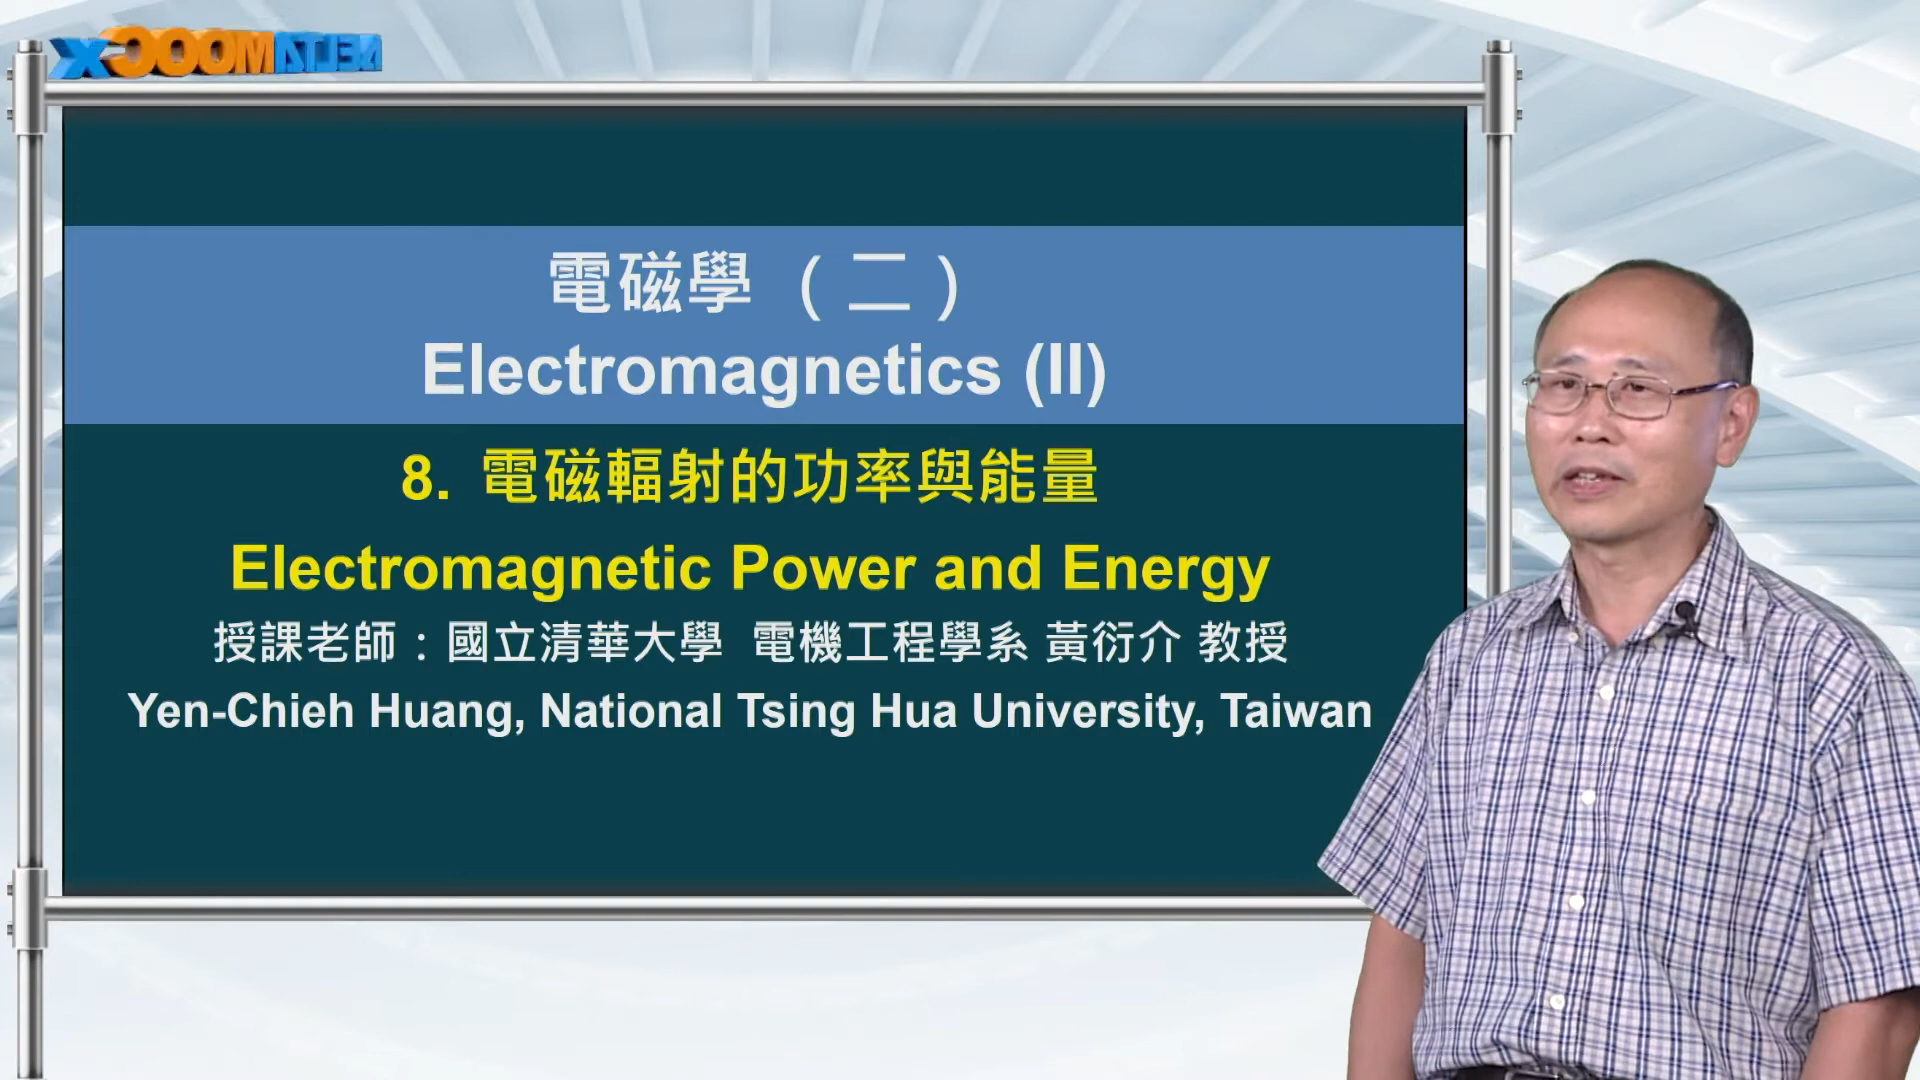 DELTAMOOCx
電磁學 （二）
Electromagnetics (II)
8. 電磁輻射的功率與能量
Electromagnetic Power and Energy
授課老師：國立清華大學 電機工程學系 黃衍介 教授
Yen-Chieh Huang, National Tsing Hua University, Taiwan